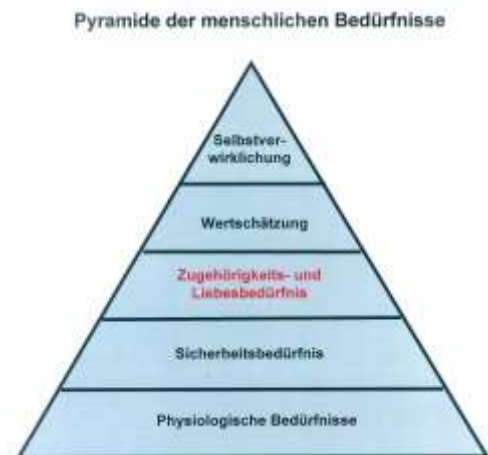 Pyramide der menschlichen Bedürfnisse
Selbstver-
wirklichung
Wertschätzung
Zugehörigkeits- und
Liebesbedürfnis
Sicherheitsbedürfnis
Physiologische Bedürfnisse